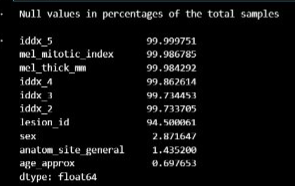 Null values in percentages of the total samples
iddx_5 99.999751
mel_mitotic_index 99.986785
mel_thick_mm 99.984292
iddx_4 99.862614
iddx_3 99.734453
iddx_2 99.733705
lesion_id 94.500061
sex 2.871647
anatom_site_general 1.435200
age_approx 0.697653
dtype: float64